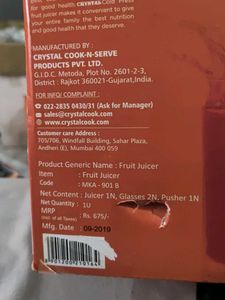 best health
good health CRYSTAL Cold Press
fruit juicer makes it convenient to give
your entire family the best nutrition
and good health everyday.
MANUFACTURED BY :
CRYSTAL COOK-N-SERVE
PRODUCTS PVT. LTD.
G.I.D.C. Metoda, Plot No. 2601-2-3,
District : Rajkot 360021-Gujarat,India.
FOR INFO/ COMPLAINT :
022-2835 0430/31 (Ask for Manager)
sales@crystalcook.com
www.crystalcook.com
Customer care Address :
705/706, Windfall Building, Sahar Plaza,
Andheri (E), Mumbai 400 059
Product Generic Name : Fruit Juicer
Item : Fruit Juicer
Code : MKA - 901 B
Net Content : Juicer 1N, Glasses 2N, Pusher 1N
Net Quantity : 1U
MRP : Rs. 675/-
(Incl. of all Taxes)
Mfg. Date : 09-2019